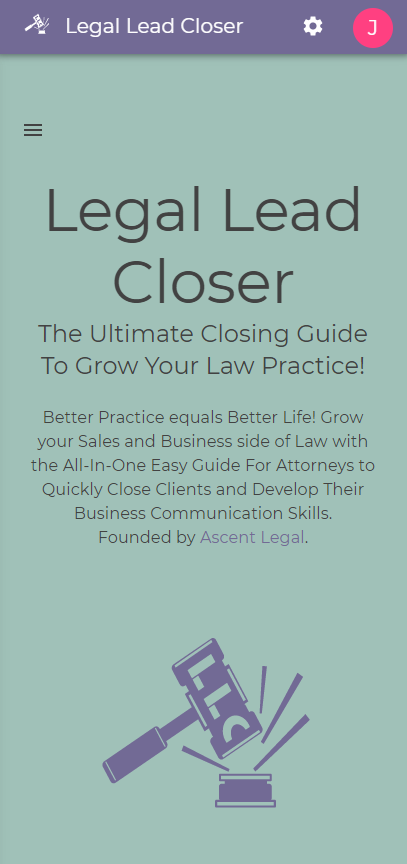 Legal Lead Closer
J
Legal Lead
Closer
The Ultimate Closing Guide
To Grow Your Law Practice!
Better Practice equals Better Life! Grow
your Sales and Business side of Law with
the All-In-One Easy Guide For Attorneys to
Quickly Close Clients and Develop Their
Business Communication Skills.
Founded by Ascent Legal.
LLC